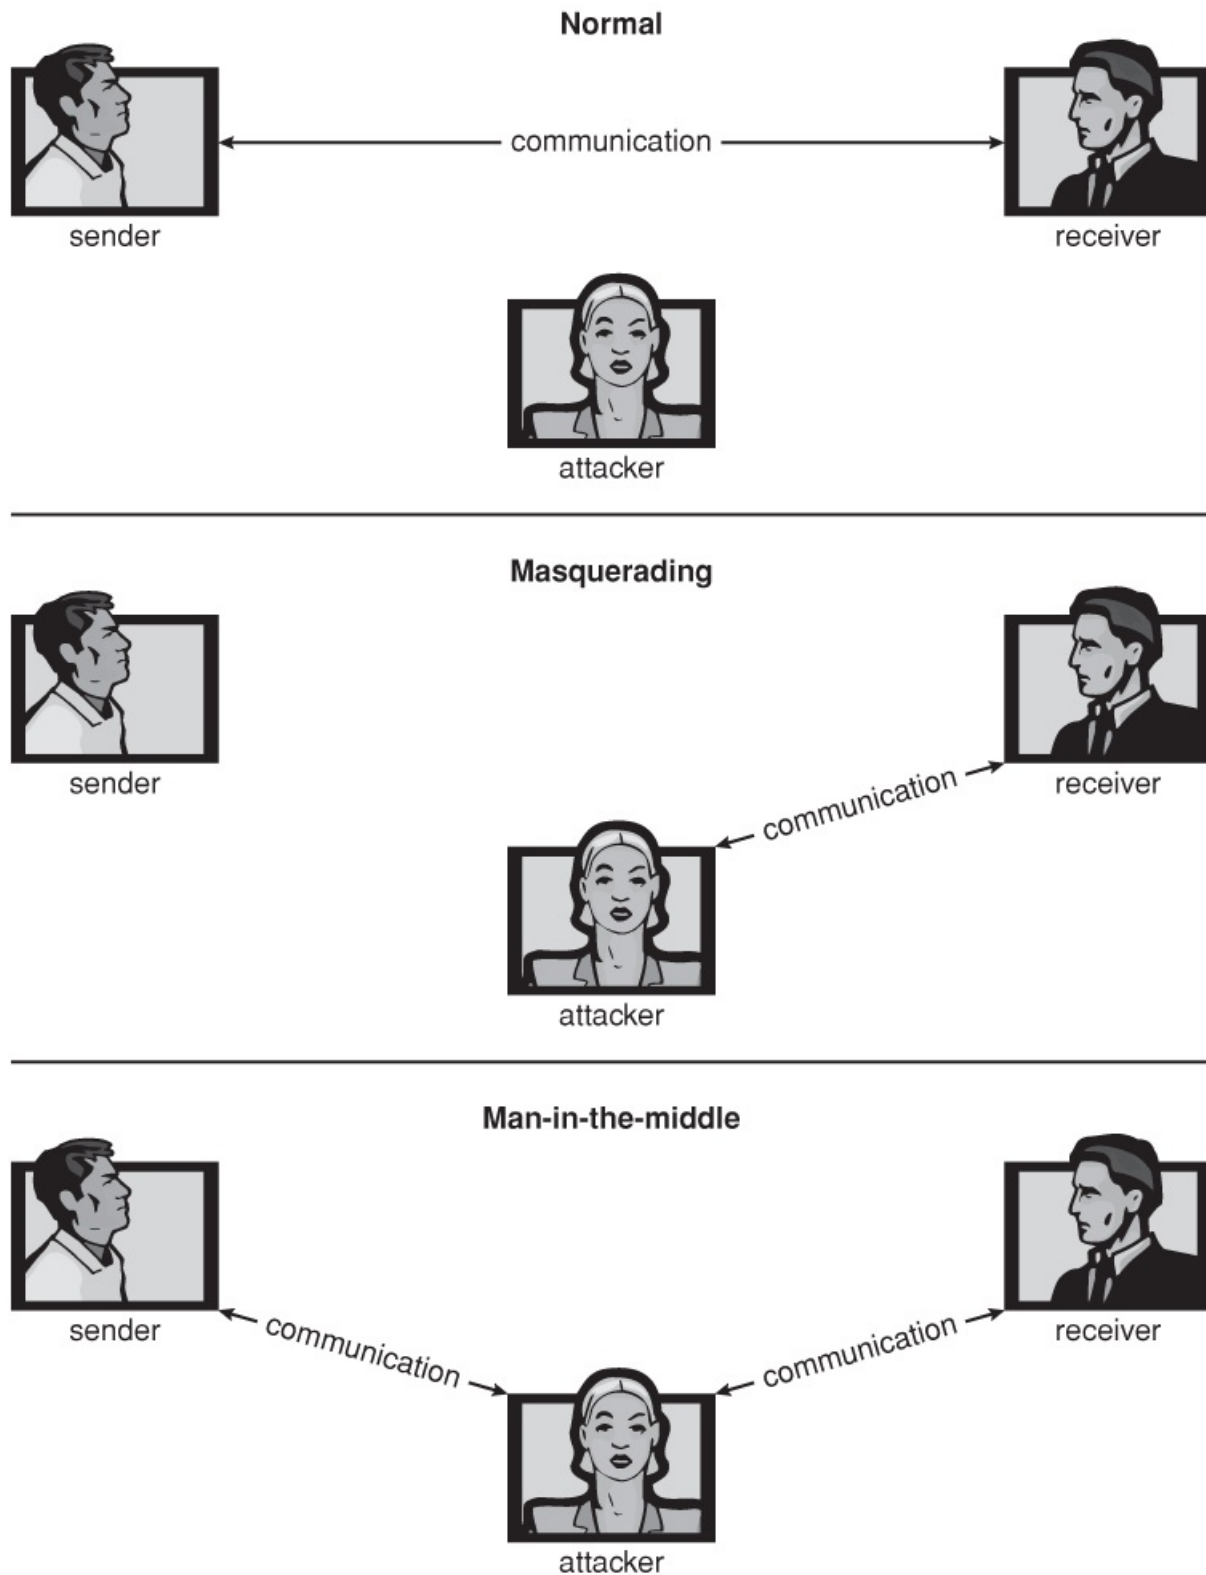 Normal
communication
sender
receiver
attacker
Masquerading
sender
receiver
communication
attacker
Man-in-the-middle
sender
receiver
communication
communication
attacker